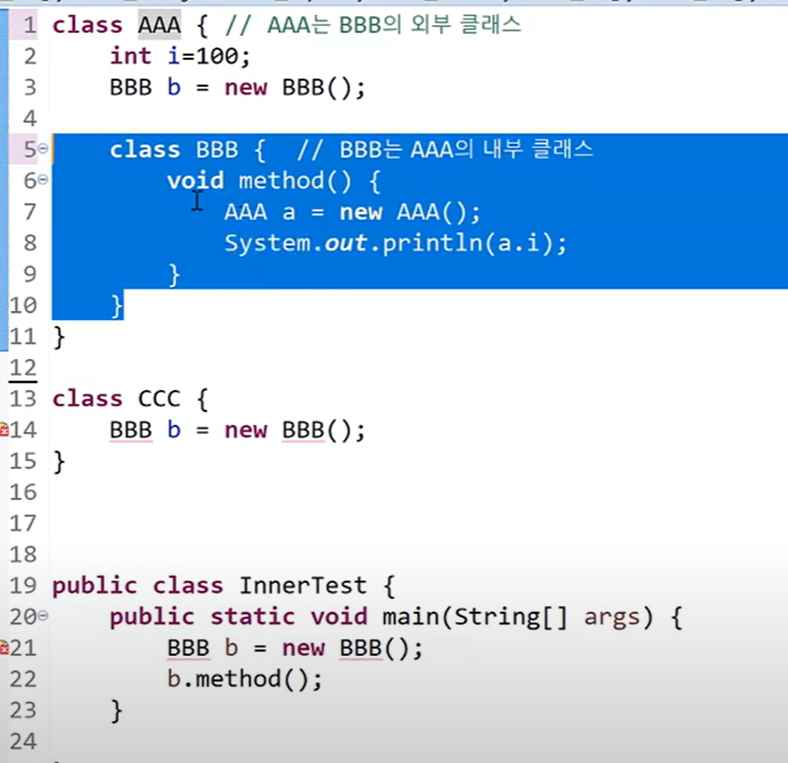 1 class AAA { // AAA는 BBB의 외부 클래스
2     int i=100;
3     BBB b = new BBB();
4
5     class BBB {  // BBB는 AAA의 내부 클래스
6         void method() {
7             AAA a = new AAA();
8             System.out.println(a.i);
9         }
10     }
11 }
12
13 class CCC {
14     BBB b = new BBB();
15 }
16
17
18
19 public class InnerTest {
20     public static void main(String[] args) {
21         BBB b = new BBB();
22         b.method();
23     }
24